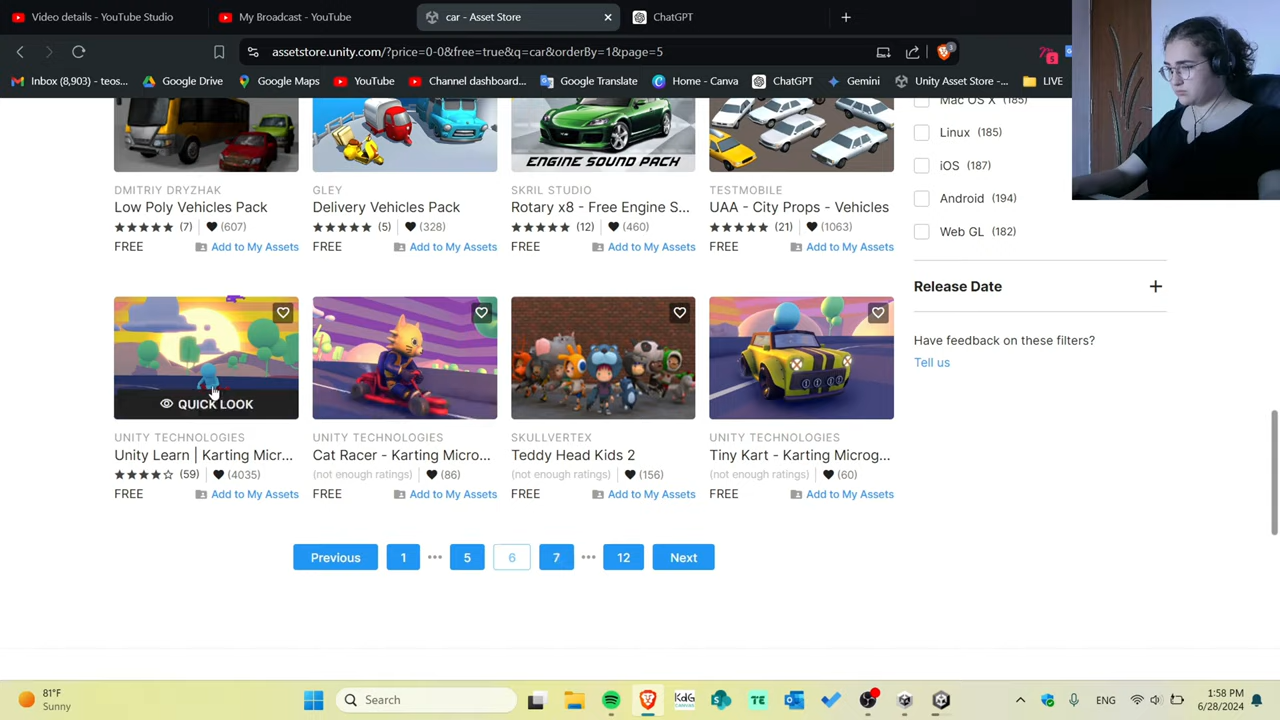 Video details - YouTube Studio
My Broadcast - YouTube
car - Asset Store
ChatGPT
assetstore.unity.com/?price=0-0&free=true&q=car&orderBy=1&page=5
3
5
Inbox (8,903) - teos...
Google Drive
Google Maps
YouTube
Channel dashboard...
Google Translate
Home - Canva
ChatGPT
Gemini
Unity Asset Store -...
LIVE
ENGINE SOUND PACK
DMITRIY DRYZHAK
Low Poly Vehicles Pack
(7) (607)
FREE Add to My Assets
GLEY
Delivery Vehicles Pack
(5) (328)
FREE Add to My Assets
SKRIL STUDIO
Rotary x8 - Free Engine S...
(12) (460)
FREE Add to My Assets
TESTMOBILE
UAA - City Props - Vehicles
(21) (1063)
FREE Add to My Assets
Mac OS X (185)
Linux (185)
iOS (187)
Android (194)
Web GL (182)
Release Date
Have feedback on these filters?
Tell us
QUICK LOOK
UNITY TECHNOLOGIES
Unity Learn | Karting Micr...
(59) (4035)
FREE Add to My Assets
UNITY TECHNOLOGIES
Cat Racer - Karting Micro...
(not enough ratings) (86)
FREE Add to My Assets
SKULLVERTEX
Teddy Head Kids 2
(not enough ratings) (156)
FREE Add to My Assets
UNITY TECHNOLOGIES
Tiny Kart - Karting Microg...
(not enough ratings) (60)
FREE Add to My Assets
Previous 1 ••• 5 6 7 ••• 12 Next
81°F
Sunny
Search
KdG
TE
ENG
1:58 PM
6/28/2024